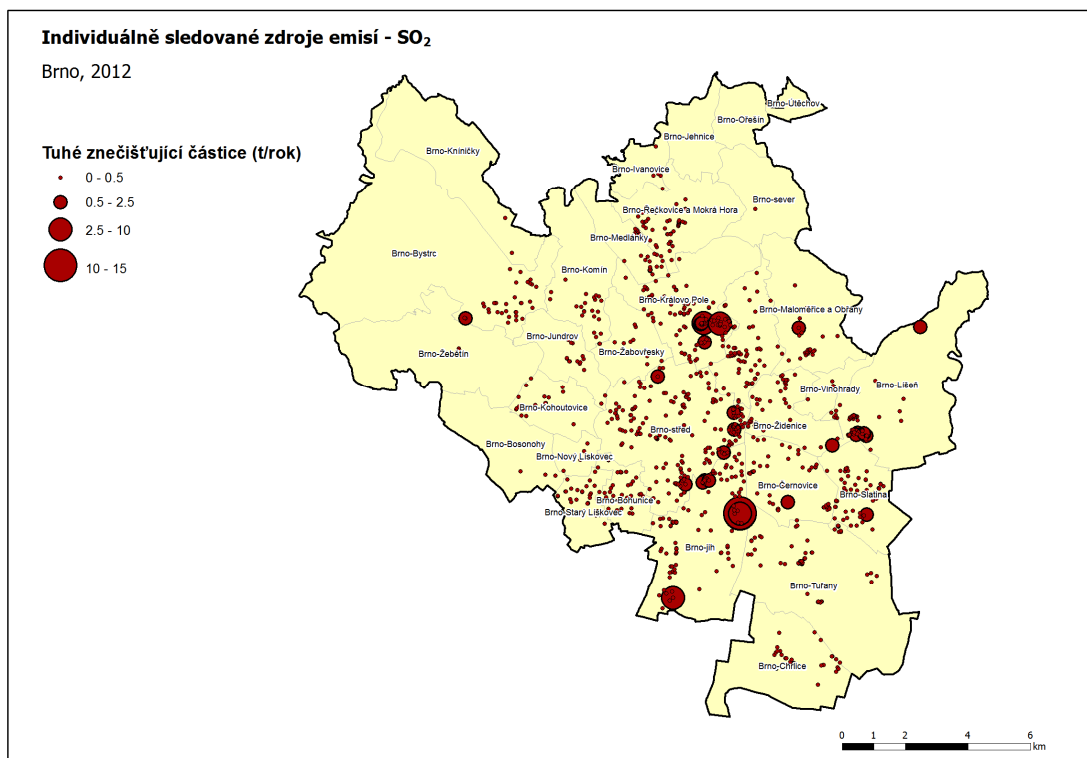 Individuálně sledované zdroje emisí - SO₂
Brno, 2012
Tuhé znečišťující částice (t/rok)
0 - 0.5
0.5 - 2.5
2.5 - 10
10 - 15
Brno-Útěchov
Brno-Ořešín
Brno-Jehnice
Brno-Kníničky
Brno-Ivanovice
Brno-sever
Brno-Řečkovice a Mokrá Hora
Brno-Medlánky
Brno-Bystrc
Brno-Komín
Brno-Královo Pole
Brno-Maloměřice a Obřany
Brno-Jundrov
Brno-Žabovřesky
Brno-Žebětín
Brno-Vinohrady
Brno-Líšeň
Brno-Kohoutovice
Brno-střed
Brno-Židenice
Brno-Bosonohy
Brno-Nový Lískovec
Brno-Černovice
Brno-Slatina
Brno-Bohunice
Brno-Starý Lískovec
Brno-jih
Brno-Tuřany
Brno-Chrlice
0 1 2 4 6
km